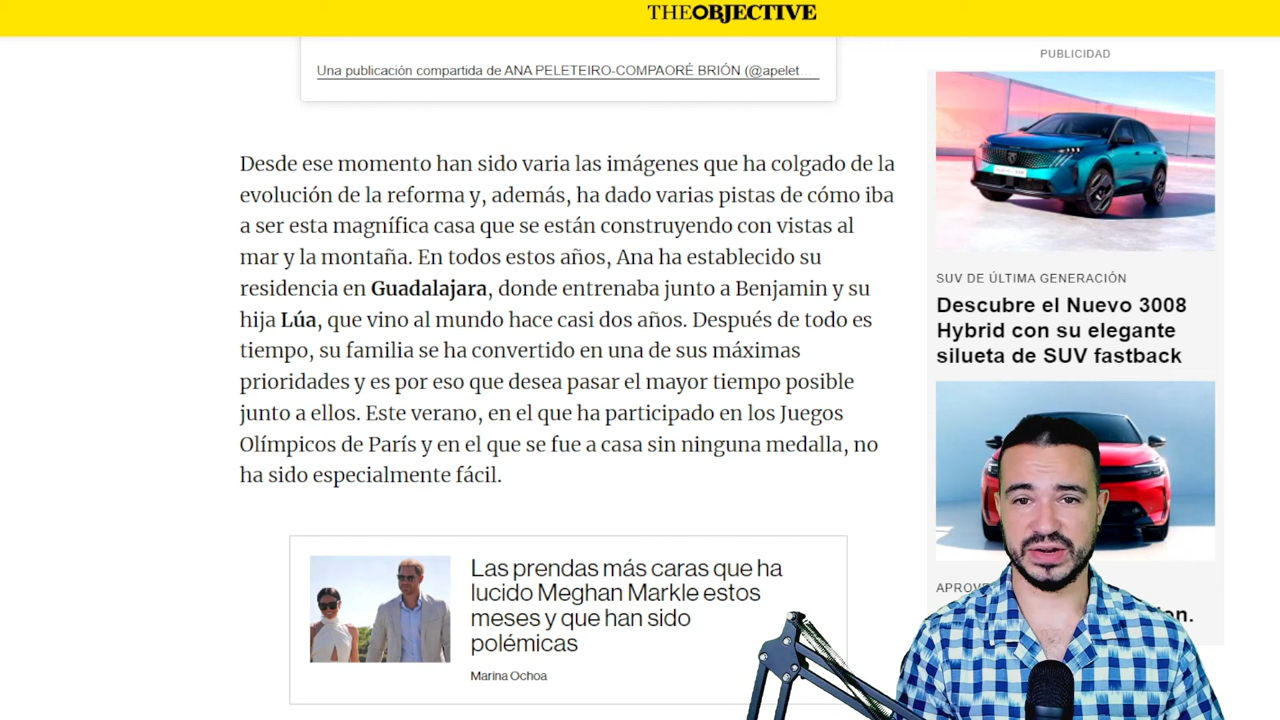 THEOBJECTIVE
Una publicación compartida de ANA PELETEIRO-COMPAORÉ BRIÓN (@apelet
PUBLICIDAD
Desde ese momento han sido varia las imágenes que ha colgado de la
evolución de la reforma y, además, ha dado varias pistas de cómo iba
a ser esta magnífica casa que se están construyendo con vistas al
mar y la montaña. En todos estos años, Ana ha establecido su
residencia en Guadalajara, donde entrenaba junto a Benjamin y su
hija Lúa, que vino al mundo hace casi dos años. Después de todo es
tiempo, su familia se ha convertido en una de sus máximas
prioridades y es por eso que desea pasar el mayor tiempo posible
junto a ellos. Este verano, en el que ha participado en los Juegos
Olímpicos de París y en el que se fue a casa sin ninguna medalla, no
ha sido especialmente fácil.
Las prendas más caras que ha
lucido Meghan Markle estos
meses y que han sido
polémicas
Marina Ochoa
SUV DE ÚLTIMA GENERACIÓN
Descubre el Nuevo 3008
Hybrid con su elegante
silueta de SUV fastback